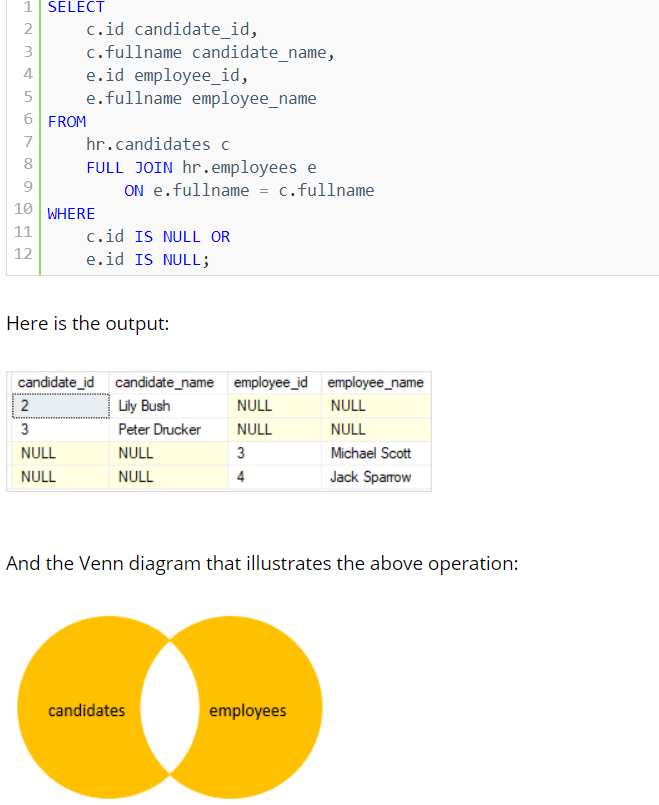 1 SELECT
2     c.id candidate_id,
3     c.fullname candidate_name,
4     e.id employee_id,
5     e.fullname employee_name
6 FROM
7     hr.candidates c
8     FULL JOIN hr.employees e
9         ON e.fullname = c.fullname
10 WHERE
11     c.id IS NULL OR
12     e.id IS NULL;
Here is the output:
candidate_id candidate_name employee_id employee_name
2 Lily Bush NULL NULL
3 Peter Drucker NULL NULL
NULL NULL 3 Michael Scott
NULL NULL 4 Jack Sparrow
And the Venn diagram that illustrates the above operation:
candidates employees